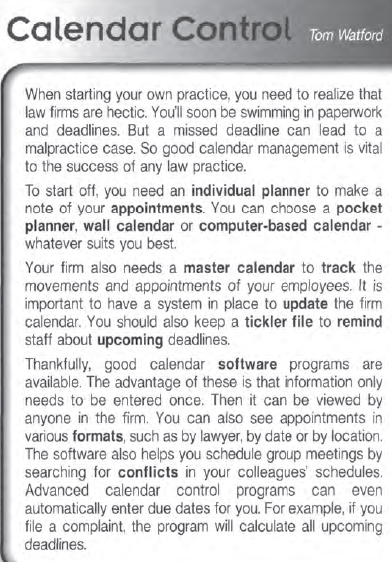 Calendar Control Tom Watford
When starting your own practice, you need to realize that
law firms are hectic. You'll soon be swimming in paperwork
and deadlines. But a missed deadline can lead to a
malpractice case. So good calendar management is vital
to the success of any law practice.
To start off, you need an individual planner to make a
note of your appointments. You can choose a pocket
planner, wall calendar or computer-based calendar -
whatever suits you best.
Your firm also needs a master calendar to track the
movements and appointments of your employees. It is
important to have a system in place to update the firm
calendar. You should also keep a tickler file to remind
staff about upcoming deadlines.
Thankfully, good calendar software programs are
available. The advantage of these is that information only
needs to be entered once. Then it can be viewed by
anyone in the firm. You can also see appointments in
various formats, such as by lawyer, by date or by location.
The software also helps you schedule group meetings by
searching for conflicts in your colleagues' schedules.
Advanced calendar control programs can even
automatically enter due dates for you. For example, if you
file a complaint, the program will calculate all upcoming
deadlines.